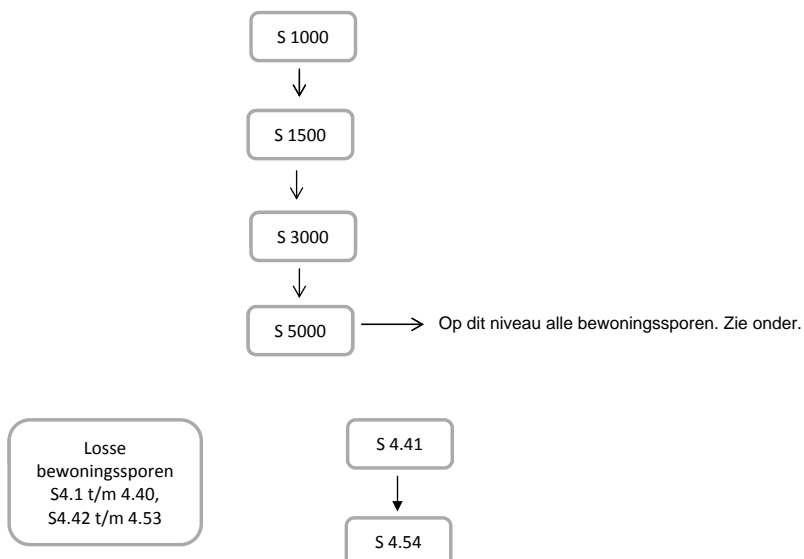 S 1000
S 1500
S 3000
S 5000
Op dit niveau alle bewoningssporen. Zie onder.
Losse
bewoningssporen
S4.1 t/m 4.40,
S4.42 t/m 4.53
S 4.41
S 4.54